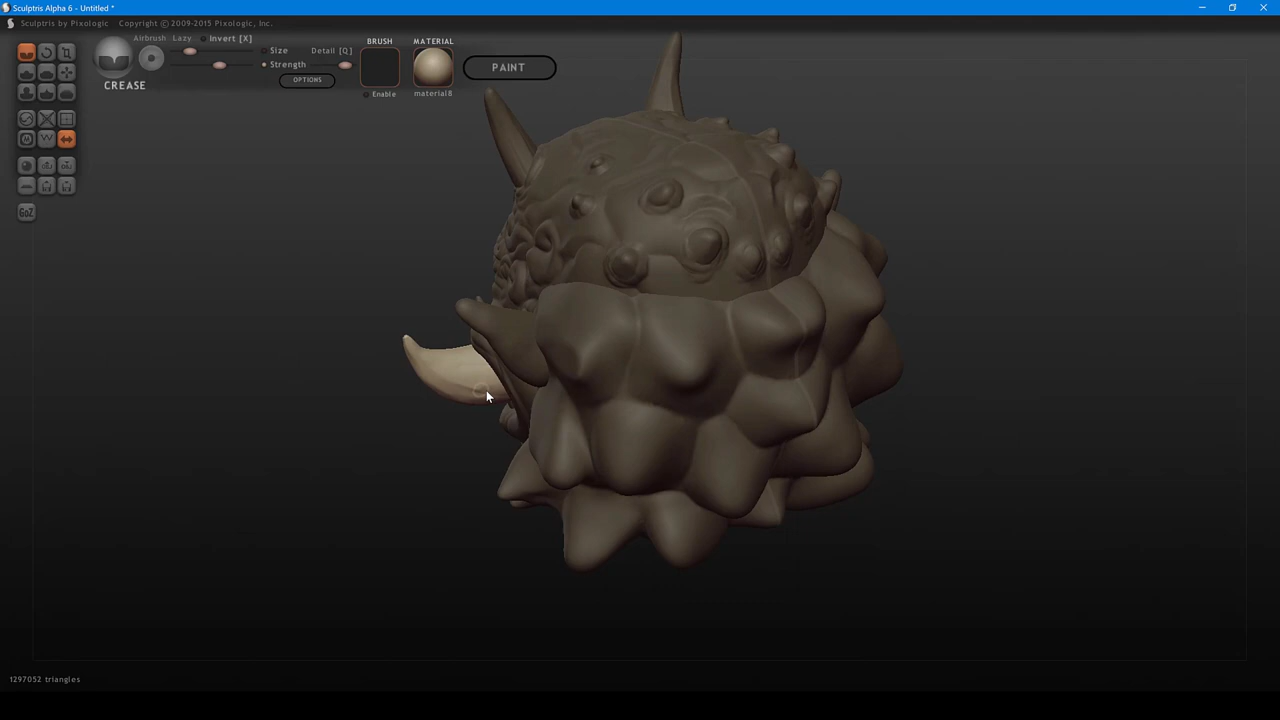 Sculptris Alpha 6 - Untitled *
Sculptris by Pixologic Copyright © 2009-2015 Pixologic, Inc.
Airbrush Lazy Invert [X]
Size Detail [Q]
Strength
OPTIONS
CREASE
BRUSH
Enable
MATERIAL
material8
PAINT
GoZ
1297052 triangles